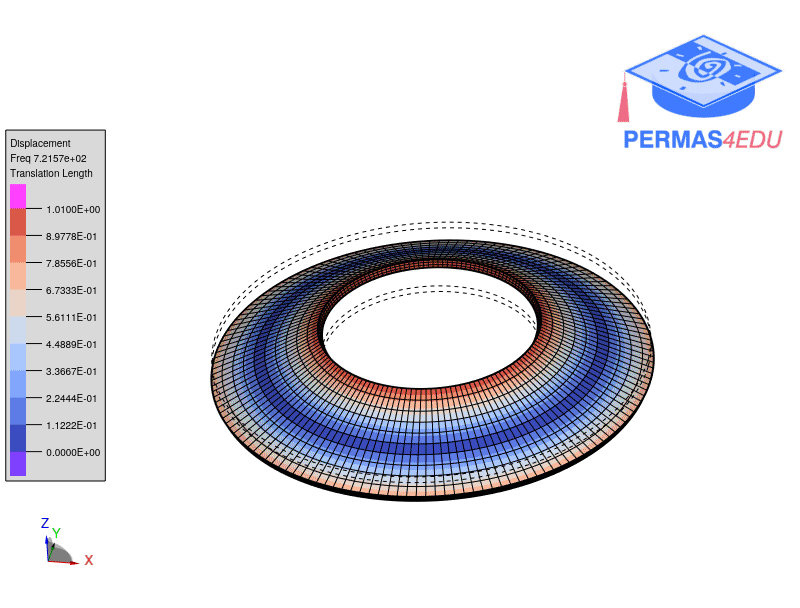 PERMAS4EDU
Displacement
Freq 7.2157e+02
Translation Length
1.0100E+00
8.9778E-01
7.8556E-01
6.7333E-01
5.6111E-01
4.4889E-01
3.3667E-01
2.2444E-01
1.1222E-01
0.0000E+00
Z
Y
X